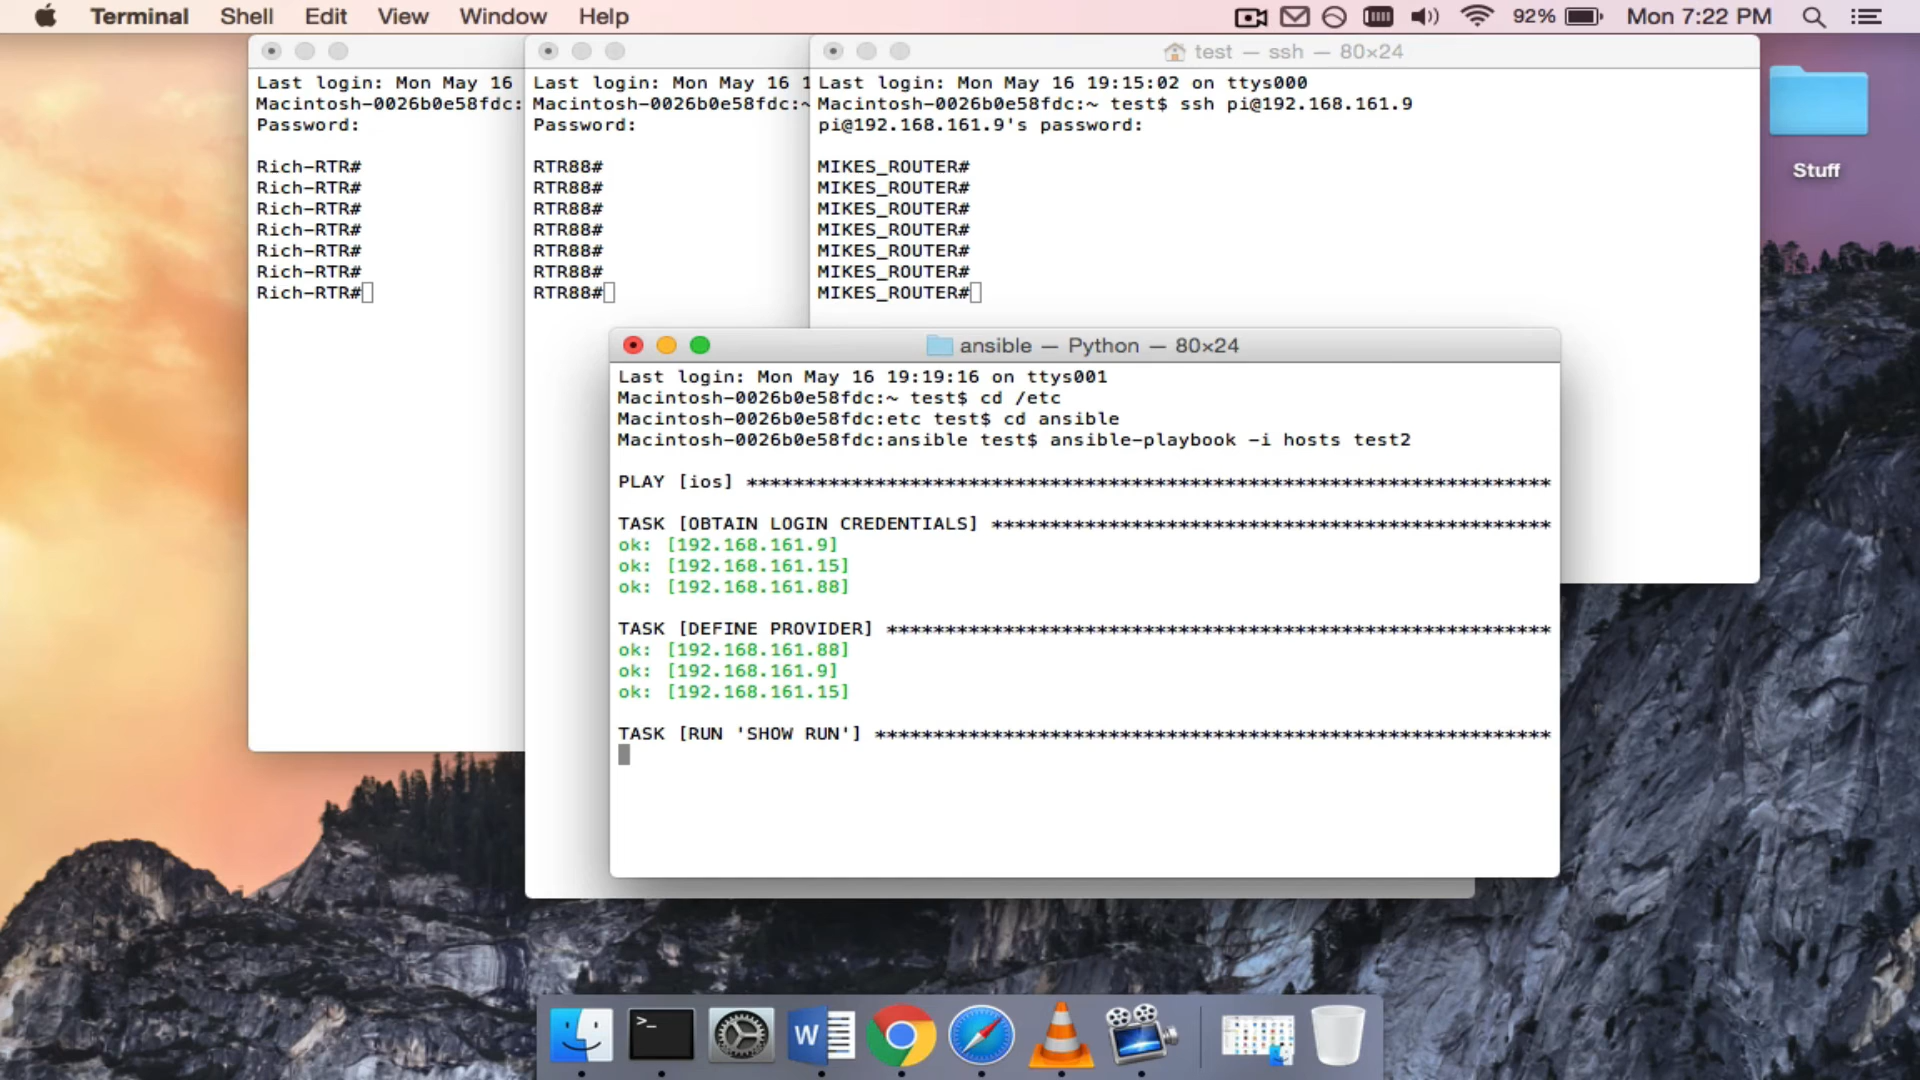 Terminal Shell Edit View Window Help 92% Mon 7:22 PM
Last login: Mon May 16
Macintosh-0026b0e58fdc:
Password:
Rich-RTR#
Rich-RTR#
Rich-RTR#
Rich-RTR#
Rich-RTR#
Rich-RTR#
Rich-RTR#
Last login: Mon May 16 1
Macintosh-0026b0e58fdc:~
Password:
RTR88#
RTR88#
RTR88#
RTR88#
RTR88#
RTR88#
RTR88#
test — ssh — 80×24
Last login: Mon May 16 19:15:02 on ttys000
Macintosh-0026b0e58fdc:~ test$ ssh pi@192.168.161.9
pi@192.168.161.9's password:
MIKES_ROUTER#
MIKES_ROUTER#
MIKES_ROUTER#
MIKES_ROUTER#
MIKES_ROUTER#
MIKES_ROUTER#
MIKES_ROUTER#
Stuff
ansible — Python — 80×24
Last login: Mon May 16 19:19:16 on ttys001
Macintosh-0026b0e58fdc:~ test$ cd /etc
Macintosh-0026b0e58fdc:etc test$ cd ansible
Macintosh-0026b0e58fdc:ansible test$ ansible-playbook -i hosts test2
PLAY [ios] *********************************************************************
TASK [OBTAIN LOGIN CREDENTIALS] ************************************************
ok: [192.168.161.9]
ok: [192.168.161.15]
ok: [192.168.161.88]
TASK [DEFINE PROVIDER] *********************************************************
ok: [192.168.161.88]
ok: [192.168.161.9]
ok: [192.168.161.15]
TASK [RUN 'SHOW RUN'] **********************************************************
>_
W